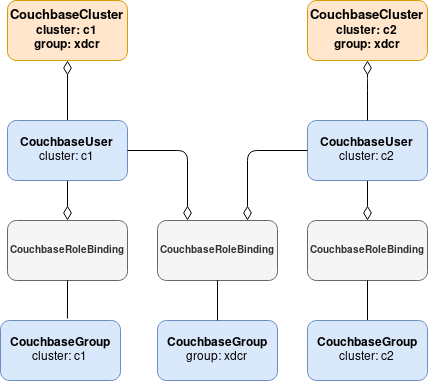 CouchbaseCluster
cluster: c1
group: xdcr
CouchbaseCluster
cluster: c2
group: xdcr
CouchbaseUser
cluster: c1
CouchbaseUser
cluster: c2
CouchbaseRoleBinding
CouchbaseRoleBinding
CouchbaseRoleBinding
CouchbaseGroup
cluster: c1
CouchbaseGroup
group: xdcr
CouchbaseGroup
cluster: c2